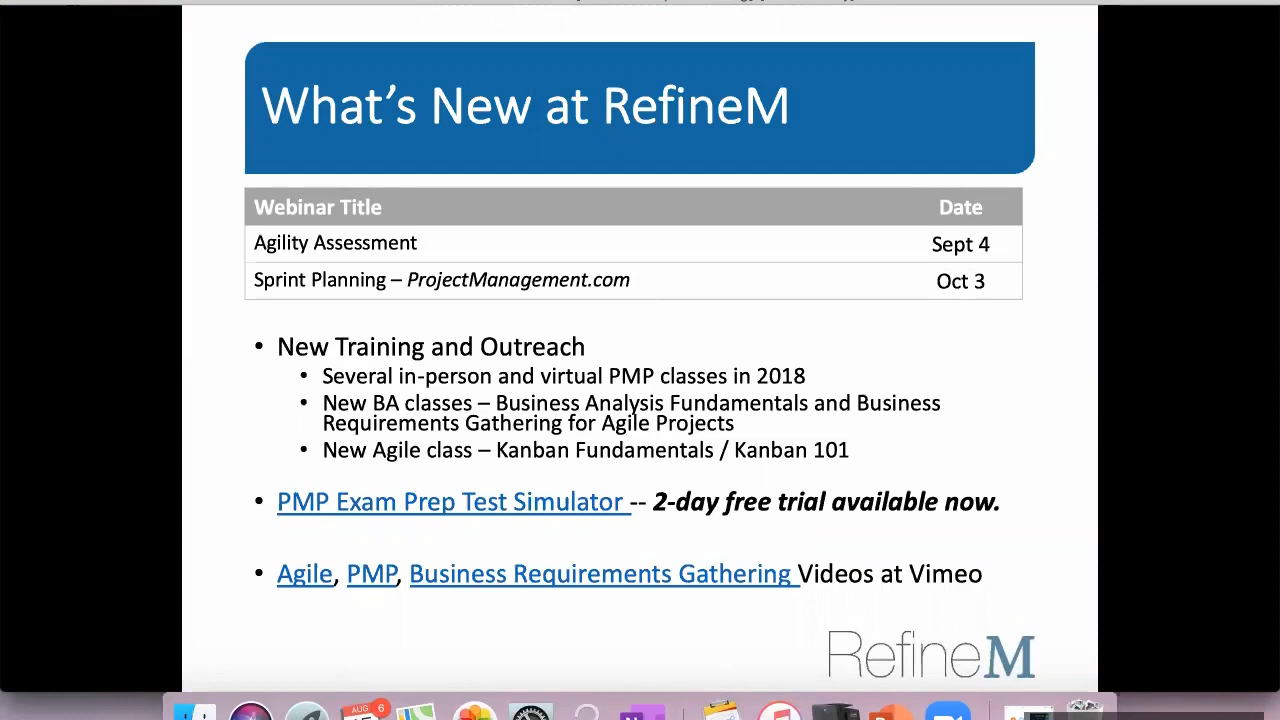 What's New at RefineM
Webinar Title Date
Agility Assessment Sept 4
Sprint Planning – ProjectManagement.com Oct 3
• New Training and Outreach
• Several in-person and virtual PMP classes in 2018
• New BA classes – Business Analysis Fundamentals and Business
Requirements Gathering for Agile Projects
• New Agile class – Kanban Fundamentals / Kanban 101
• PMP Exam Prep Test Simulator -- 2-day free trial available now.
• Agile, PMP, Business Requirements Gathering Videos at Vimeo
RefineM
AUG 6